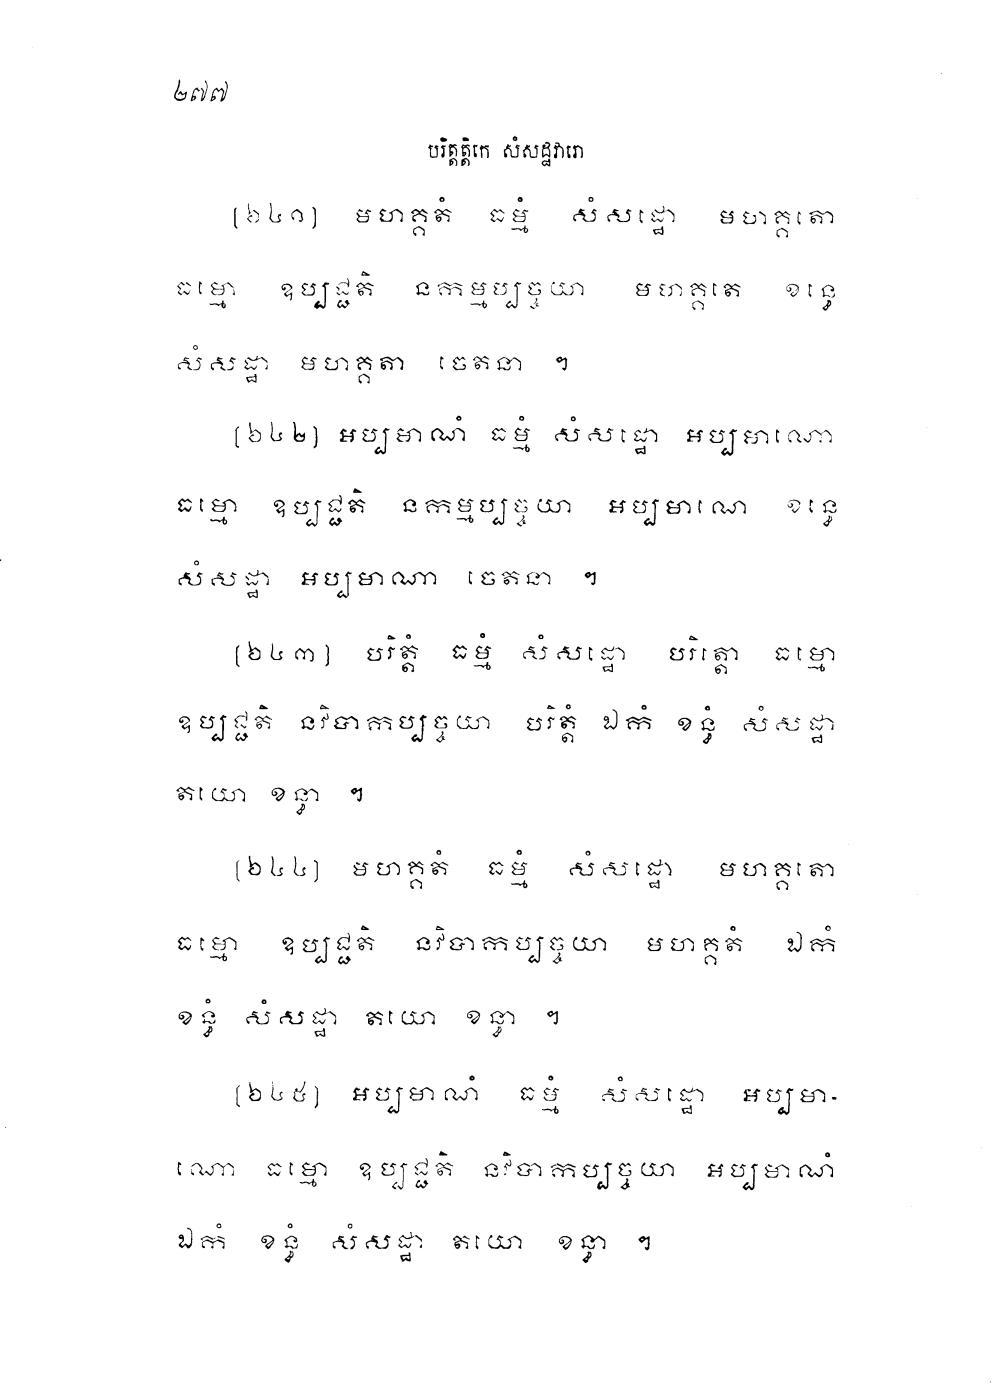 ២៧៧
បរិត្តត្តិកេ សំសដ្ឋវារោ
[៦៤១] មហគ្គតំ ធម្មំ សំសដ្ឋោ មហគ្គតោ
ធម្មោ ឧប្បជ្ជតិ នកម្មប្បច្ចយា មហគ្គតេ ខន្ធេ
សំសដ្ឋា មហគ្គតា ចេតនា ។
[៦៤២] អប្បមាណំ ធម្មំ សំសដ្ឋោ អប្បមាណោ
ធម្មោ ឧប្បជ្ជតិ នកម្មប្បច្ចយា អប្បមាណេ ខន្ធេ
សំសដ្ឋា អប្បមាណា ចេតនា ។
[៦៤៣] បរិត្តំ ធម្មំ សំសដ្ឋោ បរិត្តោ ធម្មោ
ឧប្បជ្ជតិ នវិបាកប្បច្ចយា បរិត្តំ ឯកំ ខន្ធំ សំសដ្ឋា
តយោ ខន្ធា ។
[៦៤៤] មហគ្គតំ ធម្មំ សំសដ្ឋោ មហគ្គតោ
ធម្មោ ឧប្បជ្ជតិ នវិបាកប្បច្ចយា មហគ្គតំ ឯកំ
ខន្ធំ សំសដ្ឋា តយោ ខន្ធា ។
[៦៤៥] អប្បមាណំ ធម្មំ សំសដ្ឋោ អប្បមា-
ណោ ធម្មោ ឧប្បជ្ជតិ នវិបាកប្បច្ចយា អប្បមាណំ
ឯកំ ខន្ធំ សំសដ្ឋា តយោ ខន្ធា ។